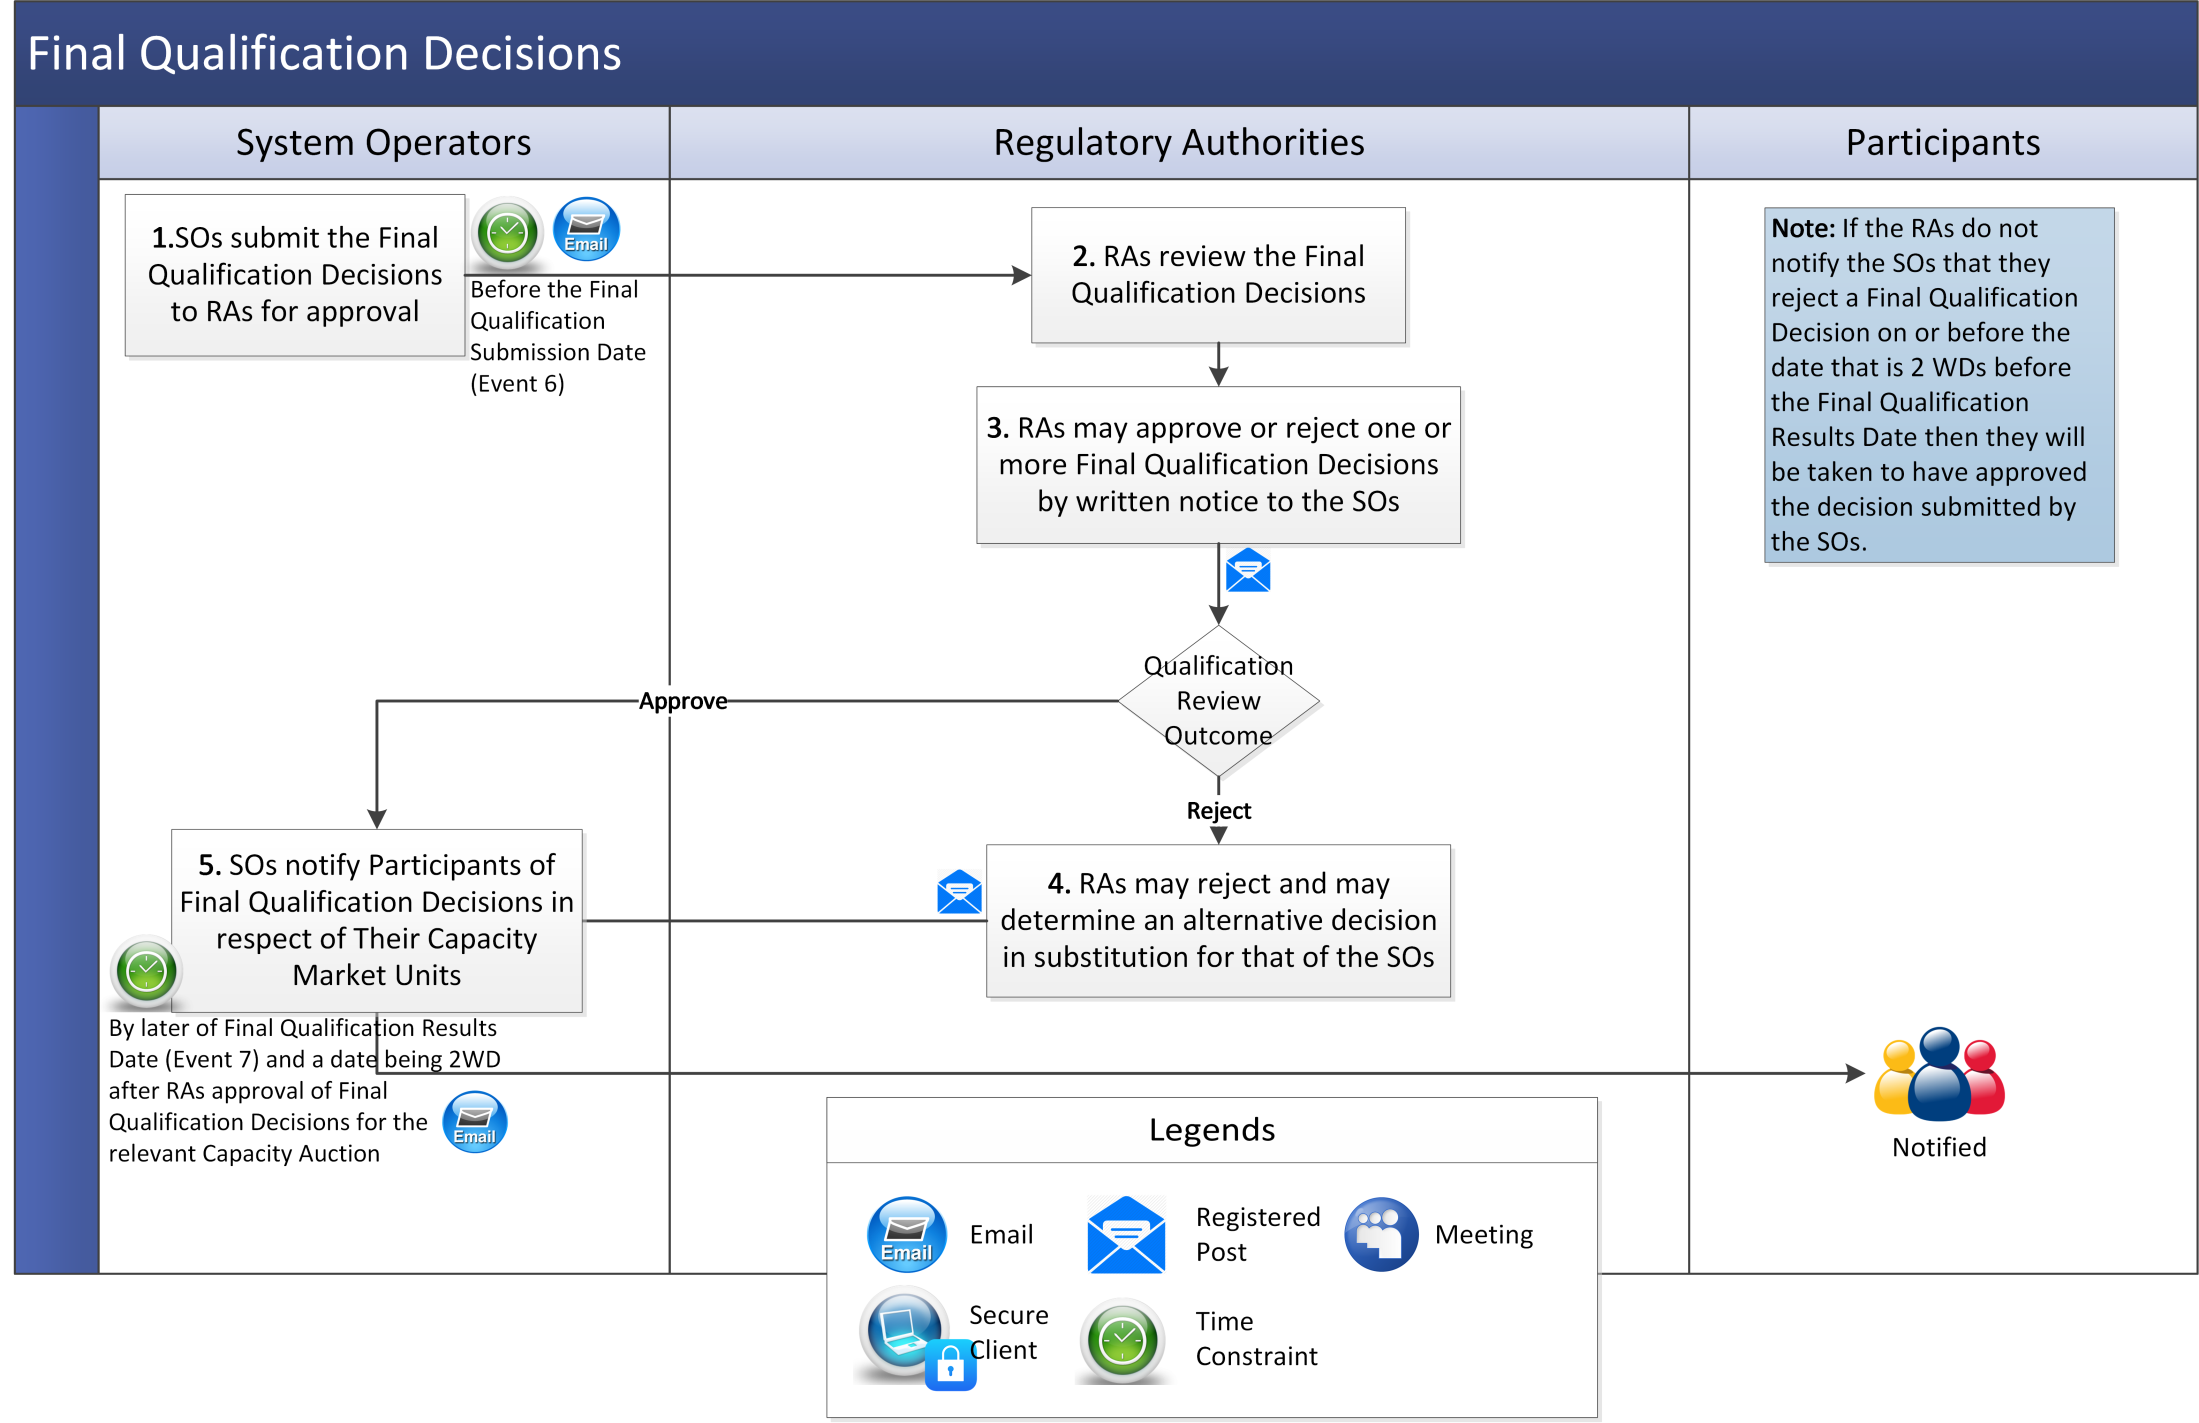 Final Qualification Decisions
System Operators
Regulatory Authorities
Participants
1.SOs submit the Final
Qualification Decisions
to RAs for approval
Email
Before the Final
Qualification
Submission Date
(Event 6)
2. RAs review the Final
Qualification Decisions
Note: If the RAs do not
notify the SOs that they
reject a Final Qualification
Decision on or before the
date that is 2 WDs before
the Final Qualification
Results Date then they will
be taken to have approved
the decision submitted by
the SOs.
3. RAs may approve or reject one or
more Final Qualification Decisions
by written notice to the SOs
Qualification
Review
Outcome
Approve
Reject
5. SOs notify Participants of
Final Qualification Decisions in
respect of Their Capacity
Market Units
4. RAs may reject and may
determine an alternative decision
in substitution for that of the SOs
By later of Final Qualification Results
Date (Event 7) and a date being 2WD
after RAs approval of Final
Qualification Decisions for the
relevant Capacity Auction
Email
Notified
Legends
Email
Email
Registered
Post
Meeting
Secure
Client
Time
Constraint